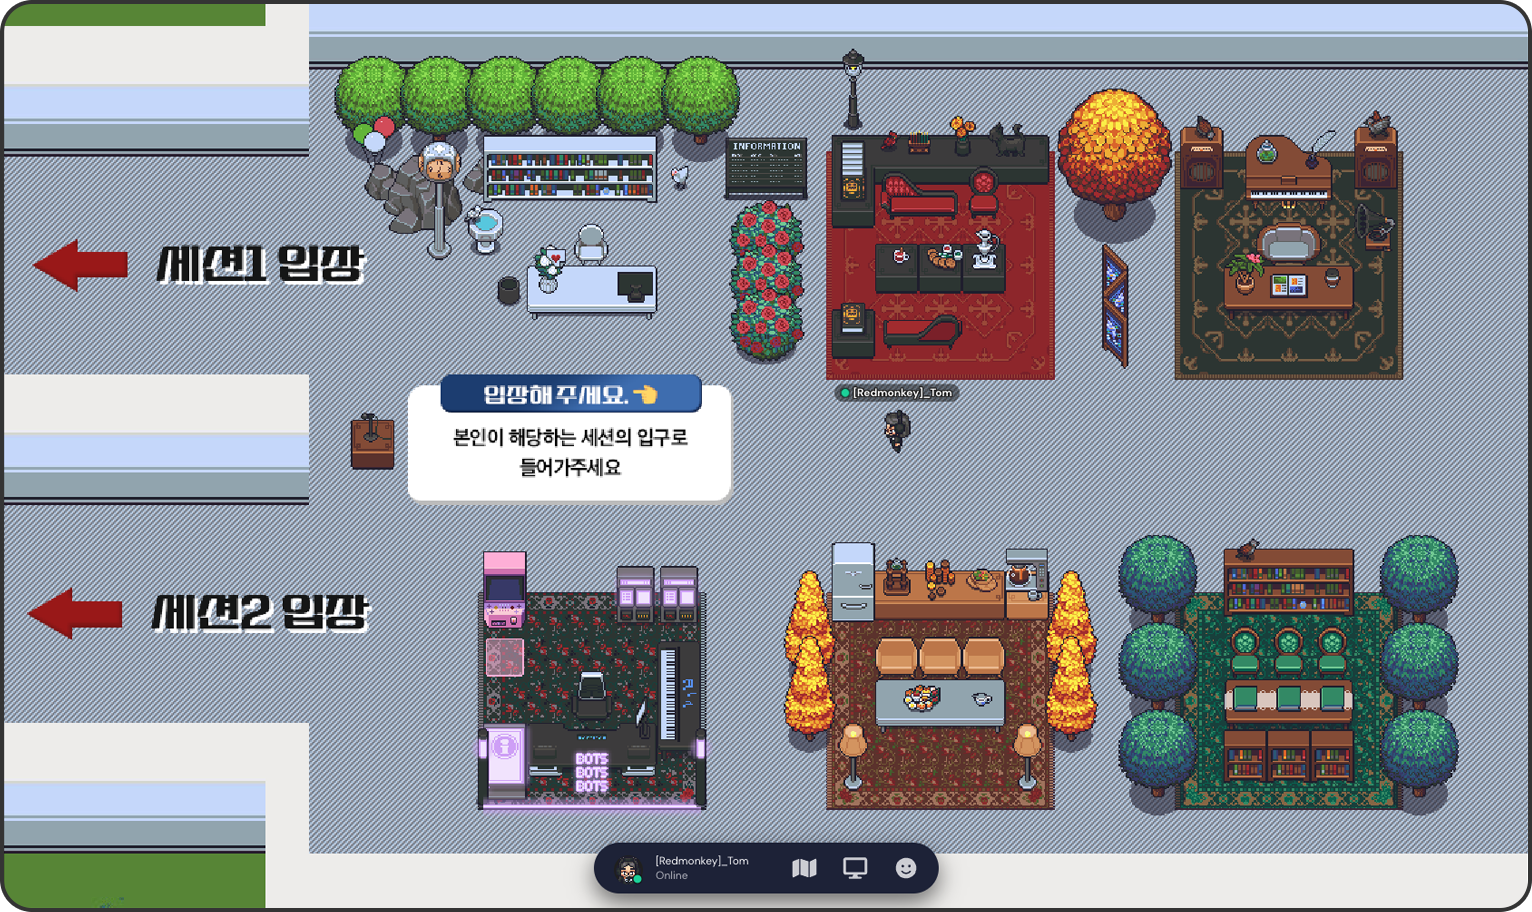 INFORMATION
세션1 입장
입장해 주세요. 👈
[Redmonkey]_Tom
본인이 해당하는 세션의 입구로
들어가주세요
세션2 입장
BOTS
BOTS
BOTS
[Redmonkey]_Tom
Online